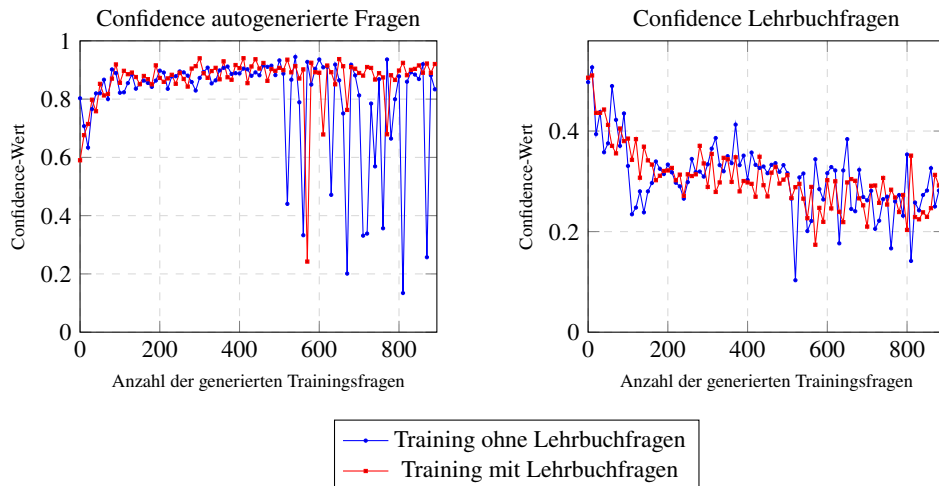 Confidence autogenerierte Fragen
1
0.8
0.6
0.4
0.2
0
0
200
400
600
800
Confidence-Wert
Anzahl der generierten Trainingsfragen
Confidence Lehrbuchfragen
0.4
0.2
0
0
200
400
600
800
Confidence-Wert
Anzahl der generierten Trainingsfragen
Training ohne Lehrbuchfragen
Training mit Lehrbuchfragen